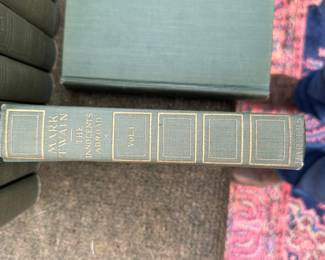 MARK
TWAIN
THE
INNOCENTS
ABROAD
VOL·I